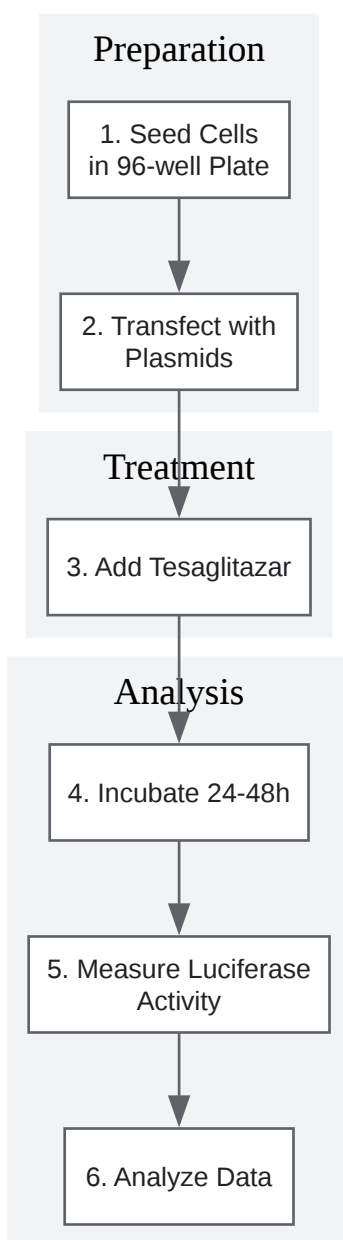 Preparation
1. Seed Cells
in 96-well Plate
2. Transfect with
Plasmids
Treatment
3. Add Tesaglitazar
Analysis
4. Incubate 24-48h
5. Measure Luciferase
Activity
6. Analyze Data